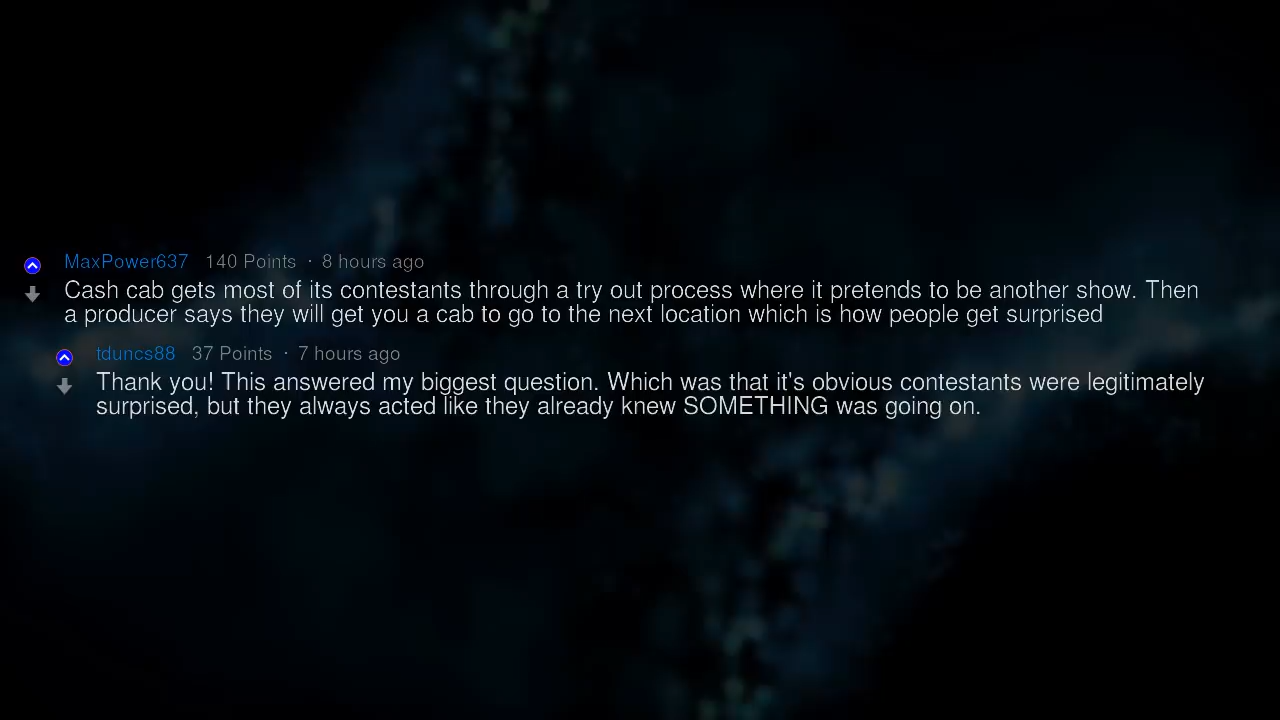 MaxPower637 140 Points · 8 hours ago
Cash cab gets most of its contestants through a try out process where it pretends to be another show. Then
a producer says they will get you a cab to go to the next location which is how people get surprised
tduncs88 37 Points · 7 hours ago
Thank you! This answered my biggest question. Which was that it's obvious contestants were legitimately
surprised, but they always acted like they already knew SOMETHING was going on.